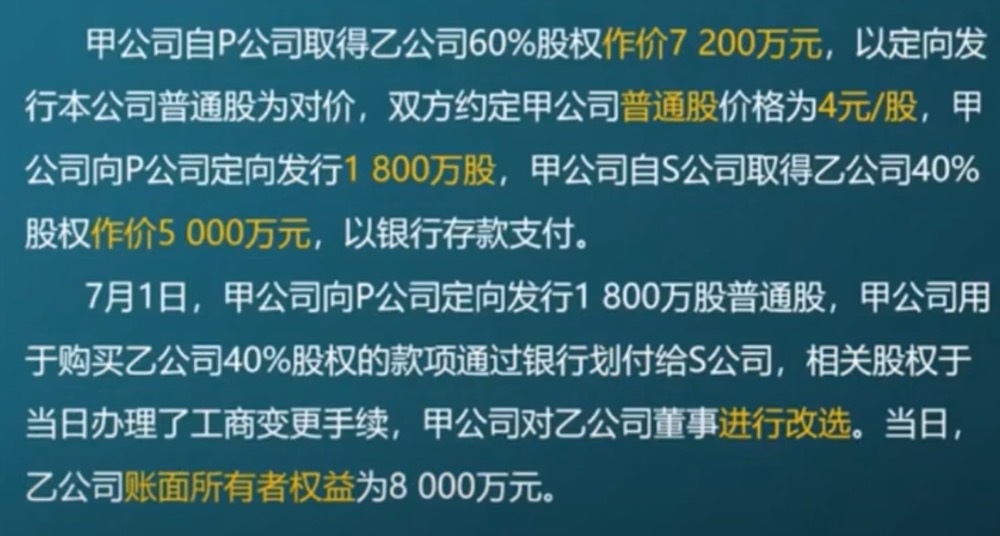 甲公司自P公司取得乙公司60%股权作价7 200万元，以定向发
行本公司普通股为对价，双方约定甲公司普通股价格为4元/股，甲
公司向P公司定向发行1 800万股，甲公司自S公司取得乙公司40%
股权作价5 000万元，以银行存款支付。
7月1日，甲公司向P公司定向发行1 800万股普通股，甲公司用
于购买乙公司40%股权的款项通过银行划付给S公司，相关股权于
当日办理了工商变更手续，甲公司对乙公司董事进行改选。当日，
乙公司账面所有者权益为8 000万元。